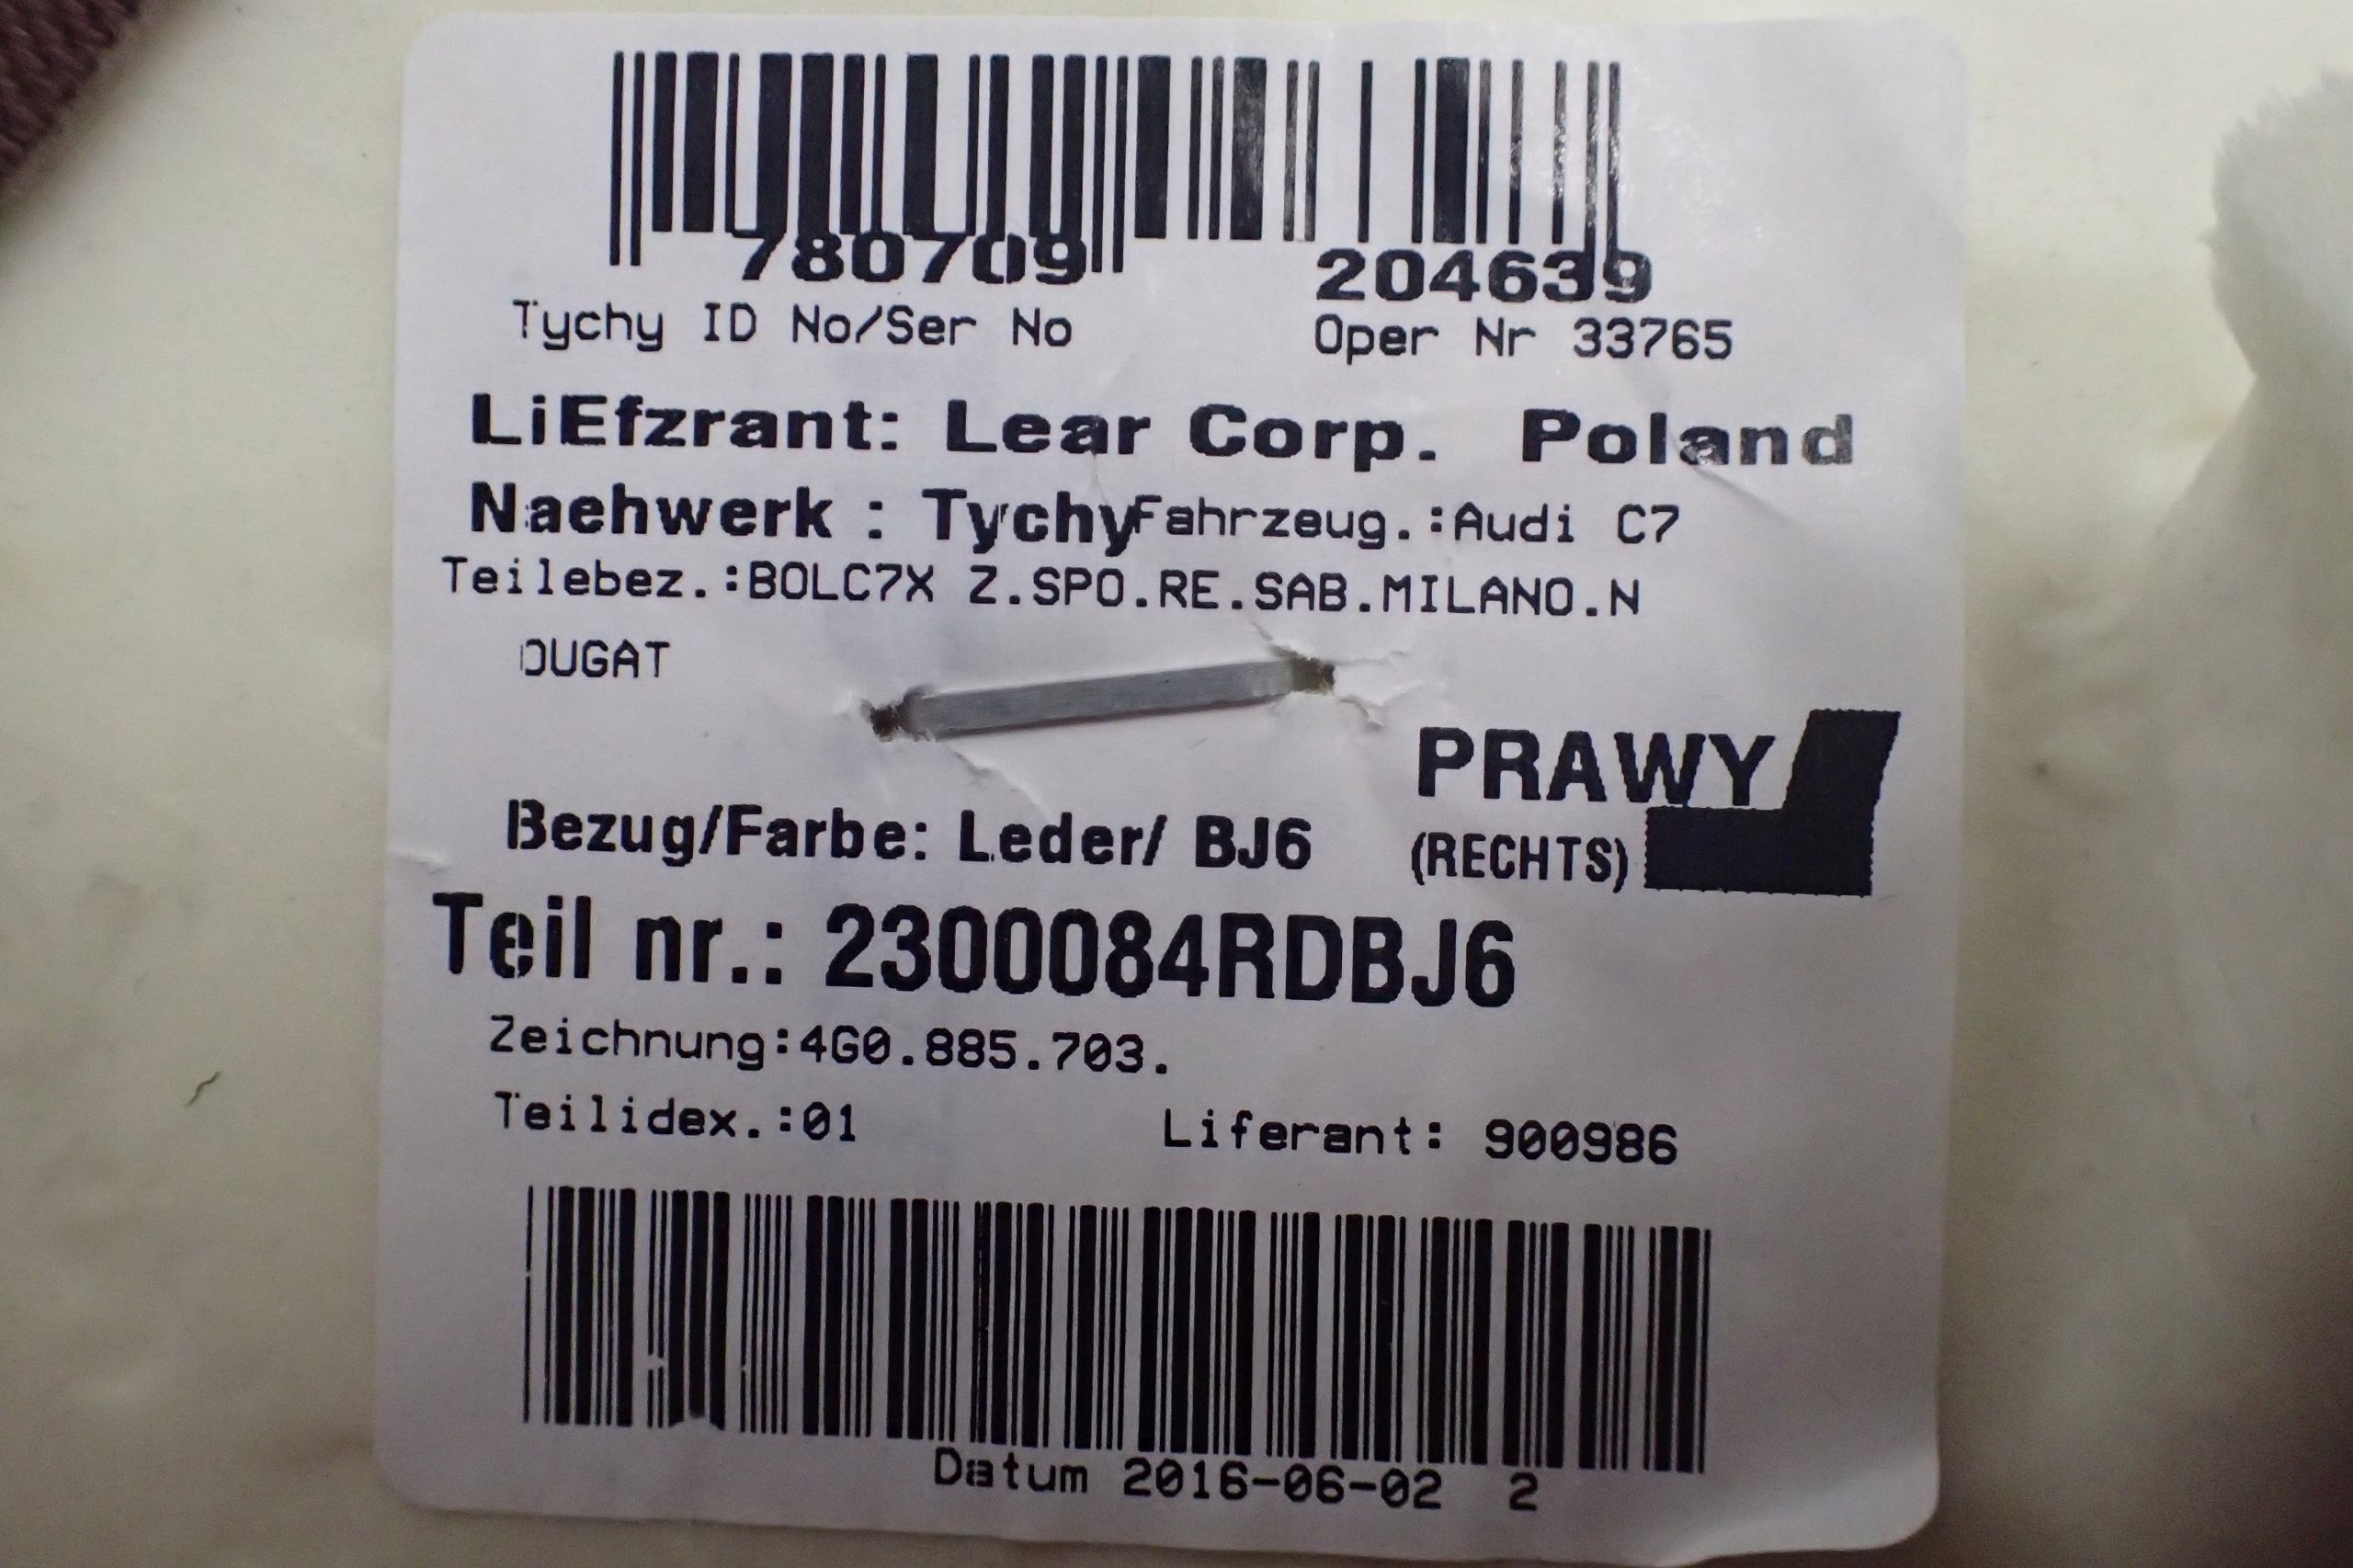 780709 204639
Tychy ID No/Ser No Oper Nr 33765
LiEfzrant: Lear Corp. Poland
Naehwerk : Tychy Fahrzeug.:Audi C7
Teilebez.:BOLC7X Z.SPO.RE.SAB.MILANO.N
OUGAT
PRAWY
(RECHTS)
Bezug/Farbe: Leder/ BJ6
Teil nr.: 2300084RDBJ6
Zeichnung:4G0.885.703.
Teilidex.:01 Liferant: 900986
Datum 2016-06-02 2